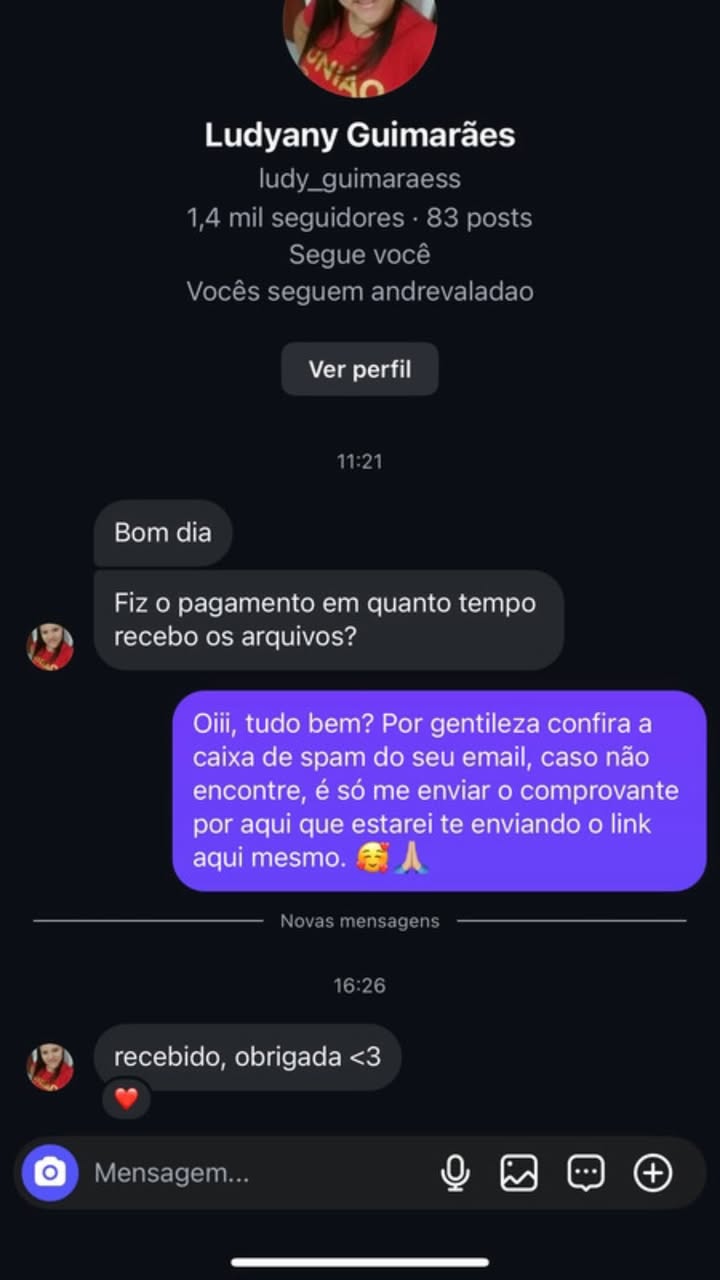 UNIÃO
Ludyany Guimarães
ludy_guimaraess
1,4 mil seguidores · 83 posts
Segue você
Vocês seguem andrevaladao
Ver perfil
11:21
Bom dia
Fiz o pagamento em quanto tempo
recebo os arquivos?
Oiii, tudo bem? Por gentileza confira a
caixa de spam do seu email, caso não
encontre, é só me enviar o comprovante
por aqui que estarei te enviando o link
aqui mesmo. 🥰🙏🏼
Novas mensagens
16:26
recebido, obrigada <3
❤️
Mensagem...